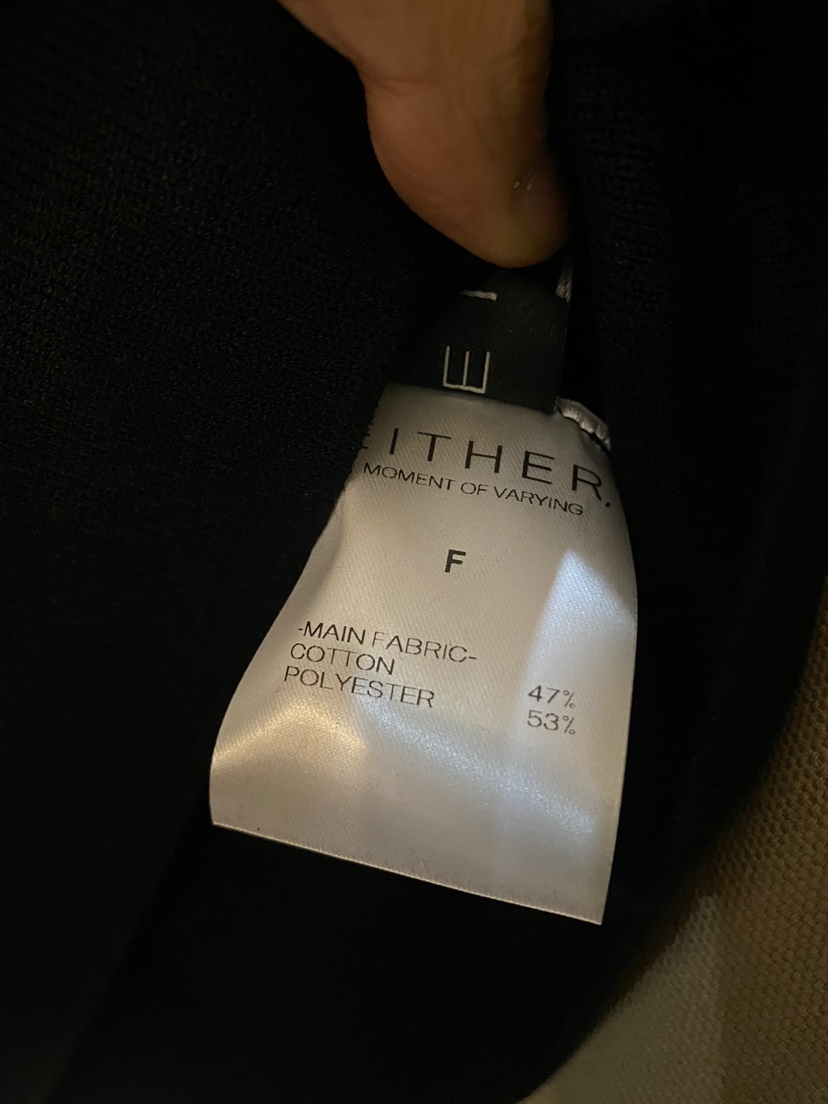 E
EITHER,
MOMENT OF VARYING
F
-MAIN FABRIC-
COTTON 47%
POLYESTER 53%